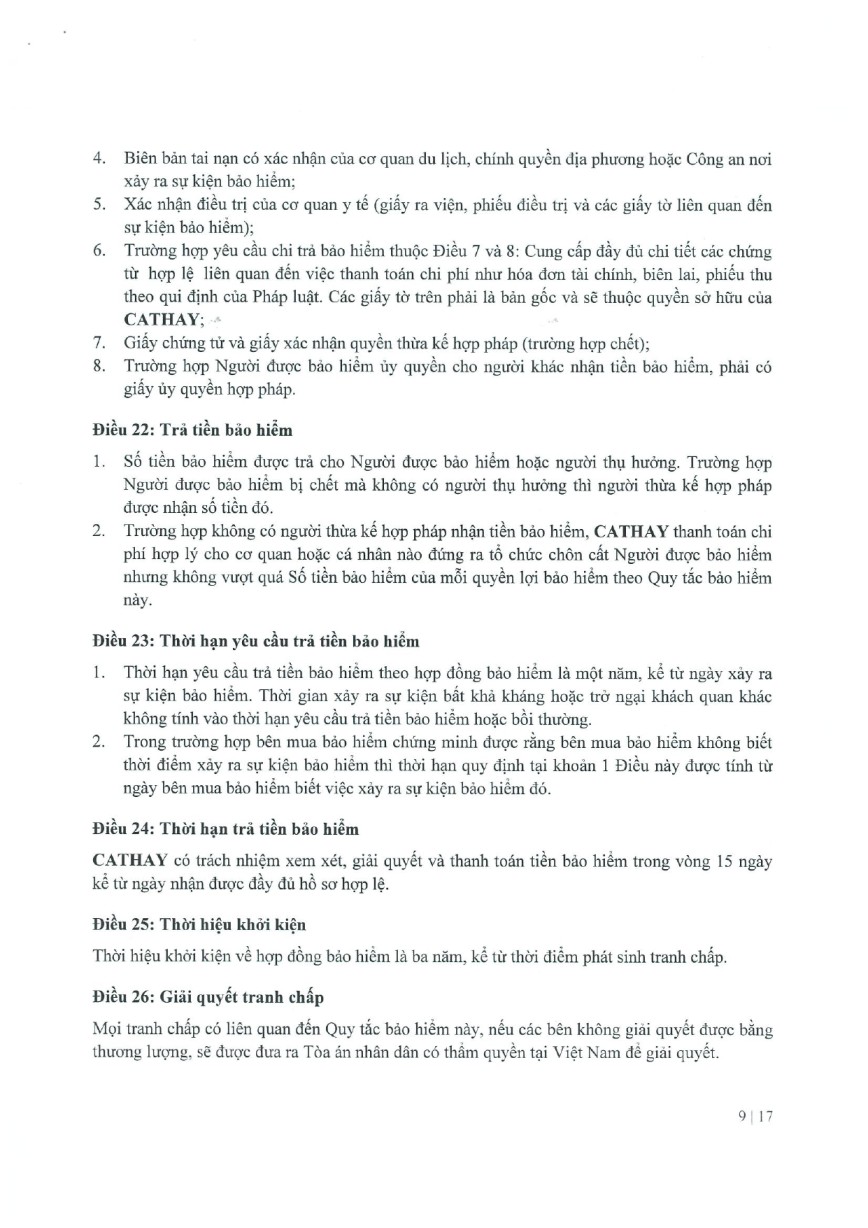 4. Biên bản tai nạn có xác nhận của cơ quan du lịch, chính quyền địa phương hoặc Công an nơi
xảy ra sự kiện bảo hiểm;
5. Xác nhận điều trị của cơ quan y tế (giấy ra viện, phiếu điều trị và các giấy tờ liên quan đến
sự kiện bảo hiểm);
6. Trường hợp yêu cầu chi trả bảo hiểm thuộc Điều 7 và 8: Cung cấp đầy đủ chi tiết các chứng
từ hợp lệ liên quan đến việc thanh toán chi phí như hóa đơn tài chính, biên lai, phiếu thu
theo qui định của Pháp luật. Các giấy tờ trên phải là bản gốc và sẽ thuộc quyền sở hữu của
CATHAY;
7. Giấy chứng tử và giấy xác nhận quyền thừa kế hợp pháp (trường hợp chết);
8. Trường hợp Người được bảo hiểm ủy quyền cho người khác nhận tiền bảo hiểm, phải có
giấy ủy quyền hợp pháp.
Điều 22: Trả tiền bảo hiểm
1. Số tiền bảo hiểm được trả cho Người được bảo hiểm hoặc người thụ hưởng. Trường hợp
Người được bảo hiểm bị chết mà không có người thụ hưởng thì người thừa kế hợp pháp
được nhận số tiền đó.
2. Trường hợp không có người thừa kế hợp pháp nhận tiền bảo hiểm, CATHAY thanh toán chi
phí hợp lý cho cơ quan hoặc cá nhân nào đứng ra tổ chức chôn cất Người được bảo hiểm
nhưng không vượt quá Số tiền bảo hiểm của mỗi quyền lợi bảo hiểm theo Quy tắc bảo hiểm
này.
Điều 23: Thời hạn yêu cầu trả tiền bảo hiểm
1. Thời hạn yêu cầu trả tiền bảo hiểm theo hợp đồng bảo hiểm là một năm, kể từ ngày xảy ra
sự kiện bảo hiểm. Thời gian xảy ra sự kiện bất khả kháng hoặc trở ngại khách quan khác
không tính vào thời hạn yêu cầu trả tiền bảo hiểm hoặc bồi thường.
2. Trong trường hợp bên mua bảo hiểm chứng minh được rằng bên mua bảo hiểm không biết
thời điểm xảy ra sự kiện bảo hiểm thì thời hạn quy định tại khoản 1 Điều này được tính từ
ngày bên mua bảo hiểm biết việc xảy ra sự kiện bảo hiểm đó.
Điều 24: Thời hạn trả tiền bảo hiểm
CATHAY có trách nhiệm xem xét, giải quyết và thanh toán tiền bảo hiểm trong vòng 15 ngày
kể từ ngày nhận được đầy đủ hồ sơ hợp lệ.
Điều 25: Thời hiệu khởi kiện
Thời hiệu khởi kiện về hợp đồng bảo hiểm là ba năm, kể từ thời điểm phát sinh tranh chấp.
Điều 26: Giải quyết tranh chấp
Mọi tranh chấp có liên quan đến Quy tắc bảo hiểm này, nếu các bên không giải quyết được bằng
thương lượng, sẽ được đưa ra Tòa án nhân dân có thẩm quyền tại Việt Nam để giải quyết.
9 | 17